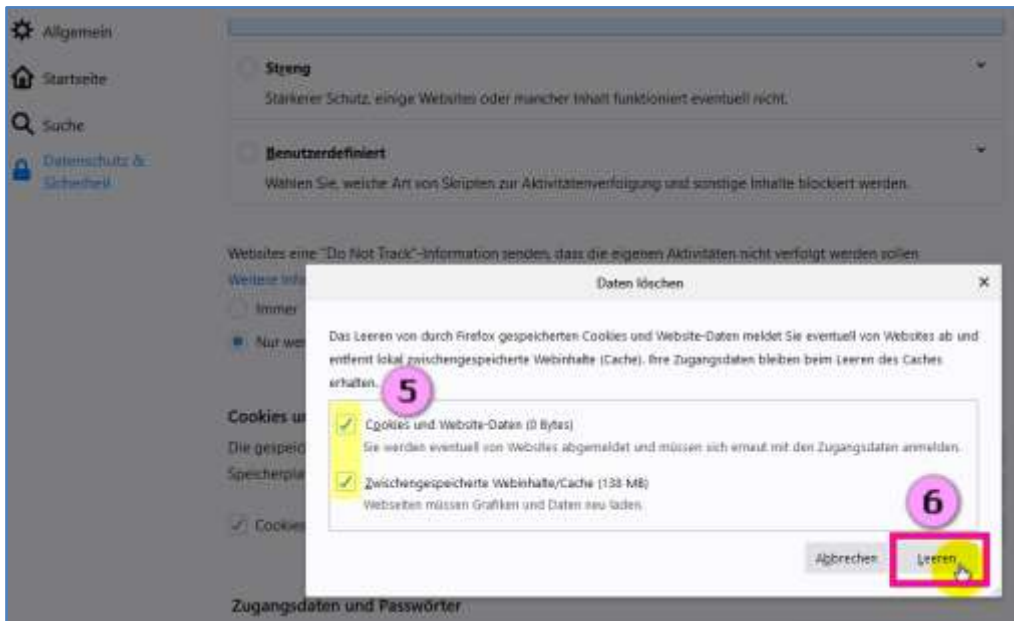 Allgemein
Startseite
Suche
Datenschutz &
Sicherheit
Streng
Stärkerer Schutz, einige Websites oder mancher Inhalt funktioniert eventuell nicht.
Benutzerdefiniert
Wählen Sie, welche Art von Skripten zur Aktivitätenverfolgung und sonstige Inhalte blockiert werden.
Websites eine "Do Not Track"-Information senden, dass die eigenen Aktivitäten nicht verfolgt werden sollen
Weitere Info
Immer
Nur wen
Daten löschen
Das Leeren von durch Firefox gespeicherten Cookies und Website-Daten meldet Sie eventuell von Websites ab und
entfernt lokal zwischengespeicherte Webinhalte (Cache). Ihre Zugangsdaten bleiben beim Leeren des Caches
erhalten.
5
Cookies und Website-Daten (0 Bytes)
Sie werden eventuell von Websites abgemeldet und müssen sich erneut mit den Zugangsdaten anmelden.
Zwischengespeicherte Webinhalte/Cache (138 MB)
Webseiten müssen Grafiken und Daten neu laden.
6
Abbrechen
Leeren
Cookies un
Die gespeic
Speicherpla
Cookies
Zugangsdaten und Passwörter